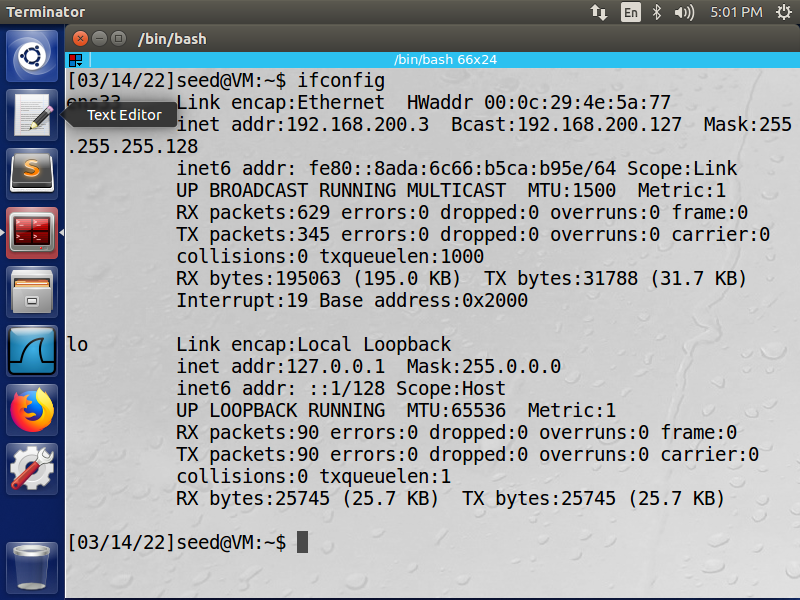 Terminator
En
5:01 PM
/bin/bash
/bin/bash 66x24
[03/14/22]seed@VM:~$ ifconfig
ens33 Link encap:Ethernet HWaddr 00:0c:29:4e:5a:77
Text Editor
inet addr:192.168.200.3 Bcast:192.168.200.127 Mask:255
.255.255.128
inet6 addr: fe80::8ada:6c66:b5ca:b95e/64 Scope:Link
UP BROADCAST RUNNING MULTICAST MTU:1500 Metric:1
RX packets:629 errors:0 dropped:0 overruns:0 frame:0
TX packets:345 errors:0 dropped:0 overruns:0 carrier:0
collisions:0 txqueuelen:1000
RX bytes:195063 (195.0 KB) TX bytes:31788 (31.7 KB)
Interrupt:19 Base address:0x2000
lo Link encap:Local Loopback
inet addr:127.0.0.1 Mask:255.0.0.0
inet6 addr: ::1/128 Scope:Host
UP LOOPBACK RUNNING MTU:65536 Metric:1
RX packets:90 errors:0 dropped:0 overruns:0 frame:0
TX packets:90 errors:0 dropped:0 overruns:0 carrier:0
collisions:0 txqueuelen:1
RX bytes:25745 (25.7 KB) TX bytes:25745 (25.7 KB)
[03/14/22]seed@VM:~$